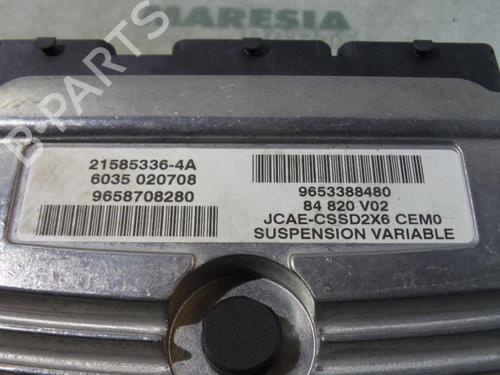 MARESIA
21585336-4A
6035 020708
9658708280
9653388480
84 820 V02
JCAE-CSSD2X6 CEM0
SUSPENSION VARIABLE
B-PARTS